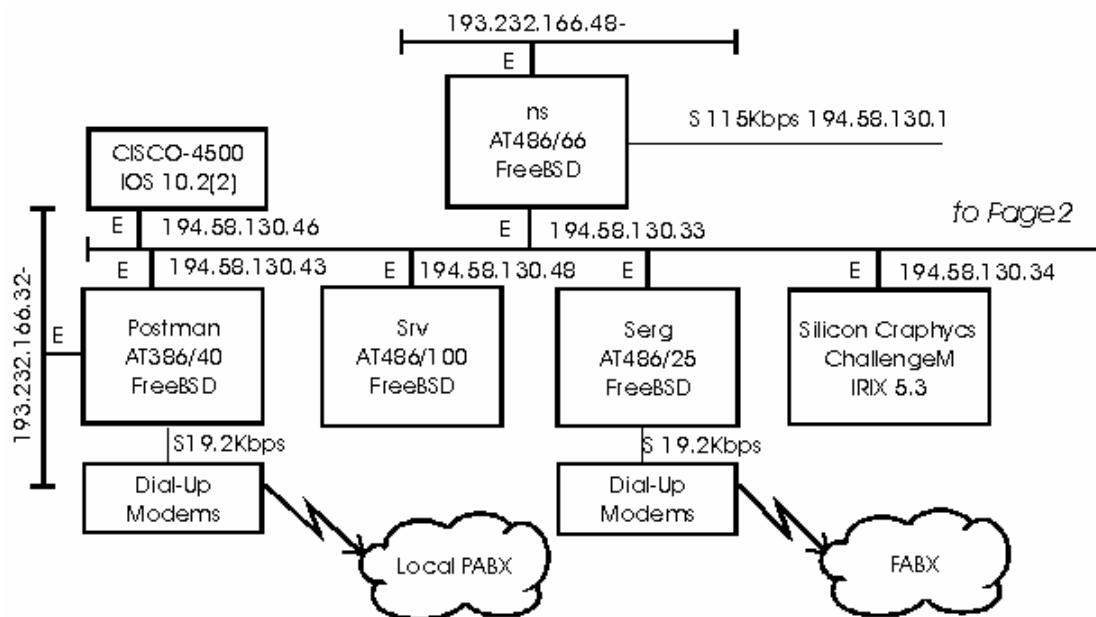 193.232.166.48-
E
ns
AT486/66
FreeBSD
S 115Kbps 194.58.130.1
CISCO-4500
IOS 10.2(2)
E
194.58.130.46
E
194.58.130.33
to Page2
193.232.166.32-
E
194.58.130.43
E
194.58.130.48
E
E
194.58.130.34
E
Postman
AT386/40
FreeBSD
Srv
AT486/100
FreeBSD
Serg
AT486/25
FreeBSD
Silicon Craphycs
ChallengeM
IRIX 5.3
S19.2Kbps
S 19.2Kbps
Dial-Up
Modems
Dial-Up
Modems
Local PABX
FABX